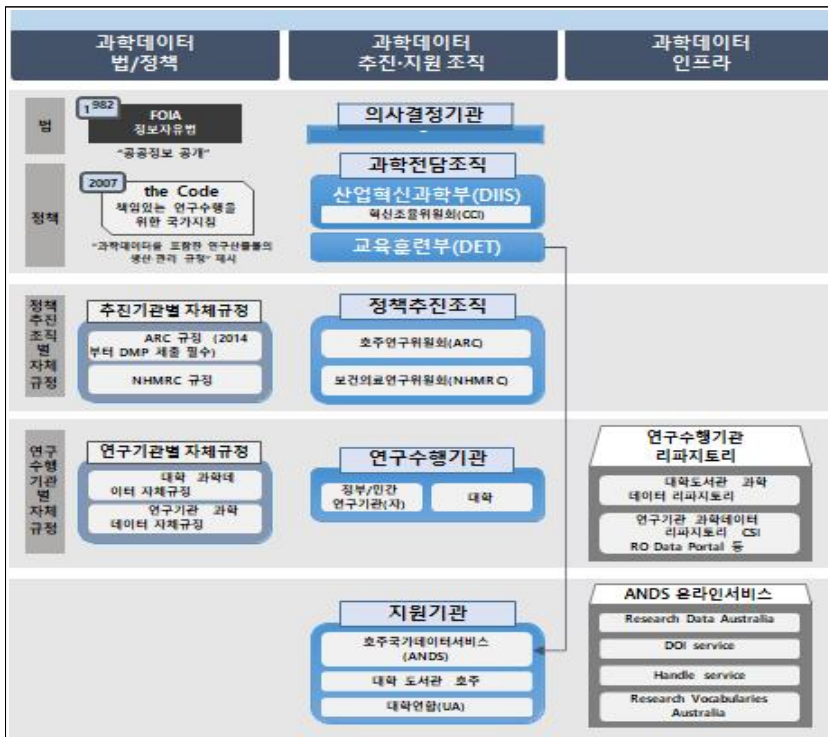 과학데이터
법/정책
과학데이터
추진·지원 조직
과학데이터
인프라
법
1982
FOIA
정보자유법
"공공정보 공개"
의사결정기관
-
정책
2007
the Code
책임있는 연구수행을
위한 국가지침
"과학데이터를 포함한 연구산출물의
생산·관리 규정" 제시
과학전담조직
산업혁신과학부(DIIS)
혁신조율위원회(CCI)
교육훈련부(DET)
정책
추진
조직
별
자체
규정
추진기관별 자체규정
ARC 규정 (2014
부터 DMP 제출 필수)
NHMRC 규정
정책추진조직
호주연구위원회(ARC)
보건의료연구위원회(NHMRC)
연구
수행
기관
별
자체
규정
연구기관별 자체규정
대학 과학데
이터 자체규정
연구기관 과학
데이터 자체규정
연구수행기관
정부/민간
연구기관(자)
대학
연구수행기관
리파지토리
대학도서관 과학
데이터 리파지토리
연구기관 과학데이터
리파지토리 CSI
RO Data Portal 등
지원기관
호주국가데이터서비스
(ANDS)
대학 도서관 호주
대학연합(UA)
ANDS 온라인서비스
Research Data Australia
DOI service
Handle service
Research Vocabularies
Australia